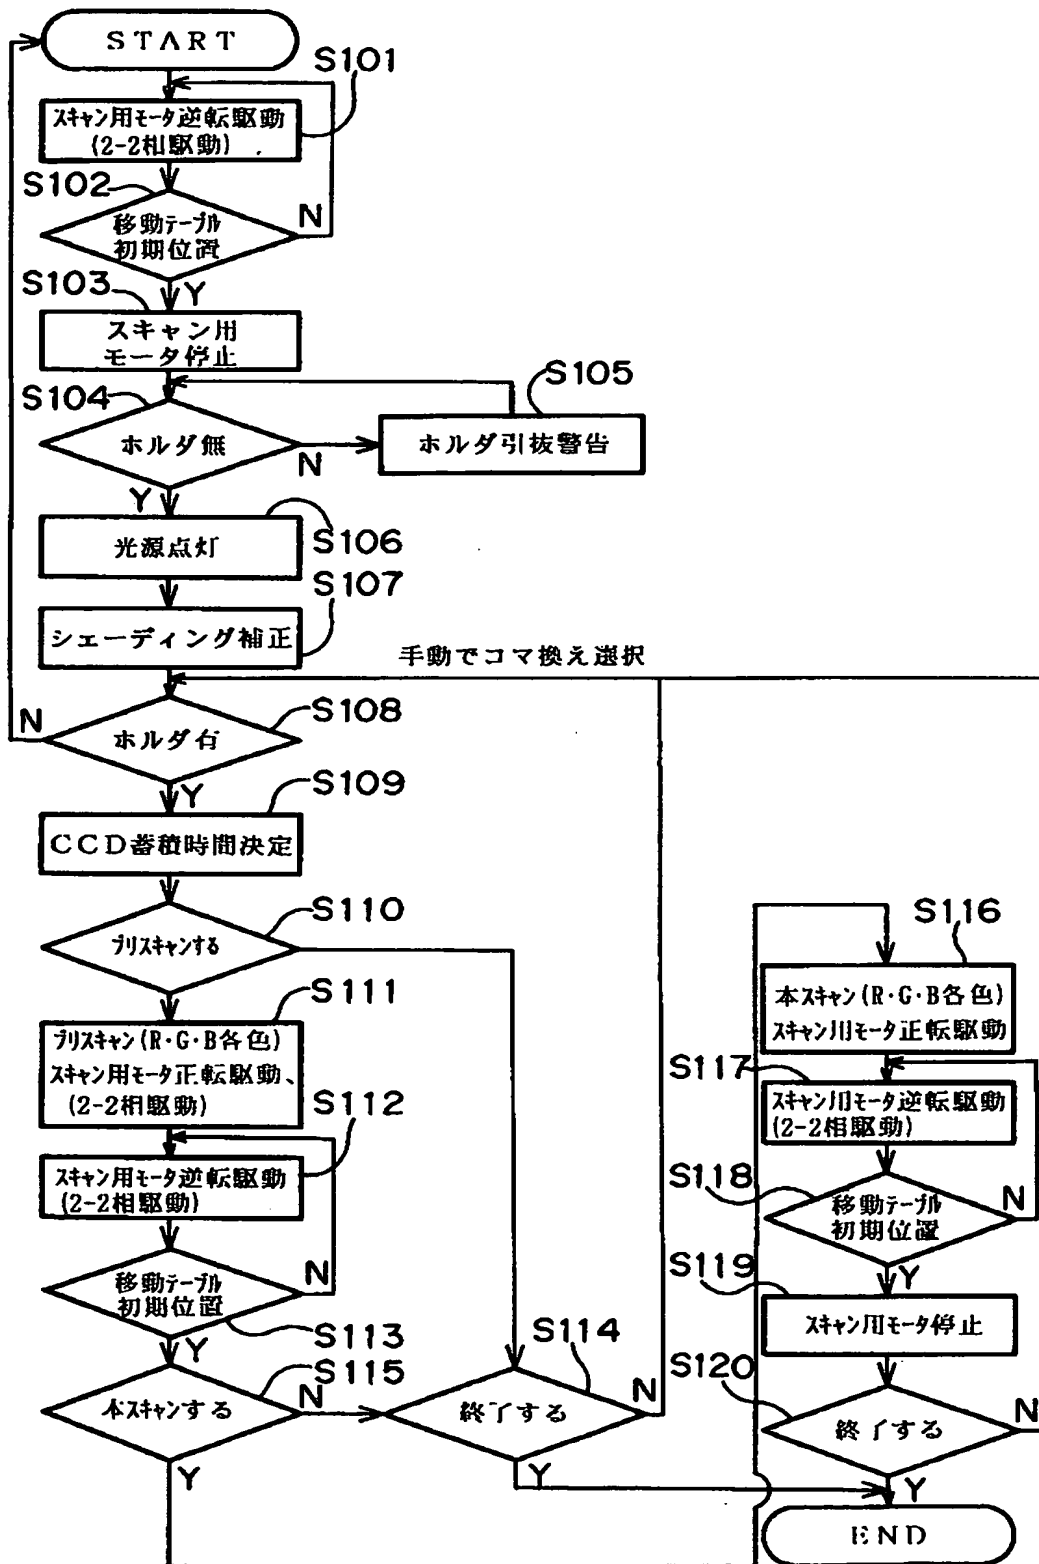 START
S101
スキャン用モータ逆転駆動
(2-2相駆動)
S102
移動テーブル
初期位置
N
Y
S103
スキャン用
モータ停止
S104
ホルダ無
N
Y
S105
ホルダ引抜警告
S106
光源点灯
S107
シェーディング補正
手動でコマ換え選択
S108
ホルダ有
N
Y
S109
CCD蓄積時間決定
S110
プリスキャンする
S111
プリスキャン(R・G・B各色)
スキャン用モータ正転駆動、
(2-2相駆動)
S112
スキャン用モータ逆転駆動
(2-2相駆動)
移動テーブル
初期位置
N
S113
Y
S115
本スキャンする
N
Y
S114
終了する
N
Y
S116
本スキャン(R・G・B各色)
スキャン用モータ正転駆動
S117
スキャン用モータ逆転駆動
(2-2相駆動)
S118
移動テーブル
初期位置
N
Y
S119
スキャン用モータ停止
S120
終了する
N
Y
END